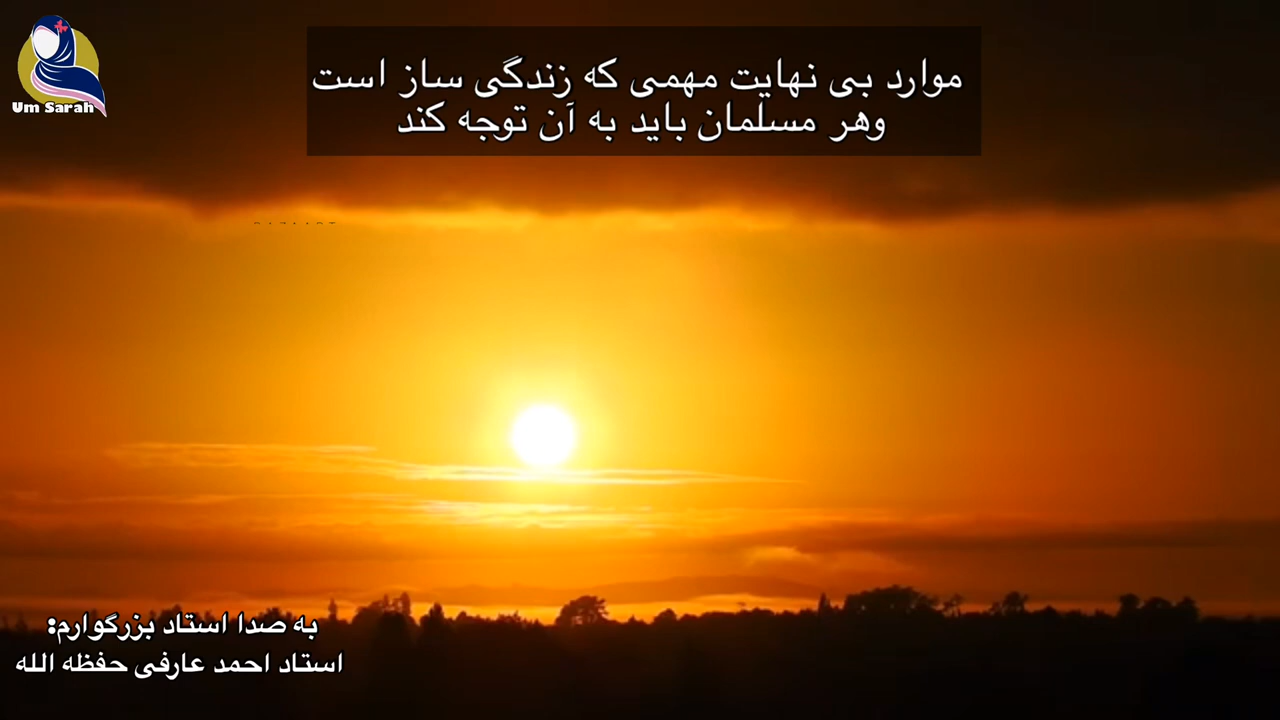 Um Sarah
موارد بی نهایت مهمی که زندگی ساز است
وهر مسلمان باید به آن توجه کند
به صدا استاد بزرگوارم:
استاد احمد عارفی حفظه الله